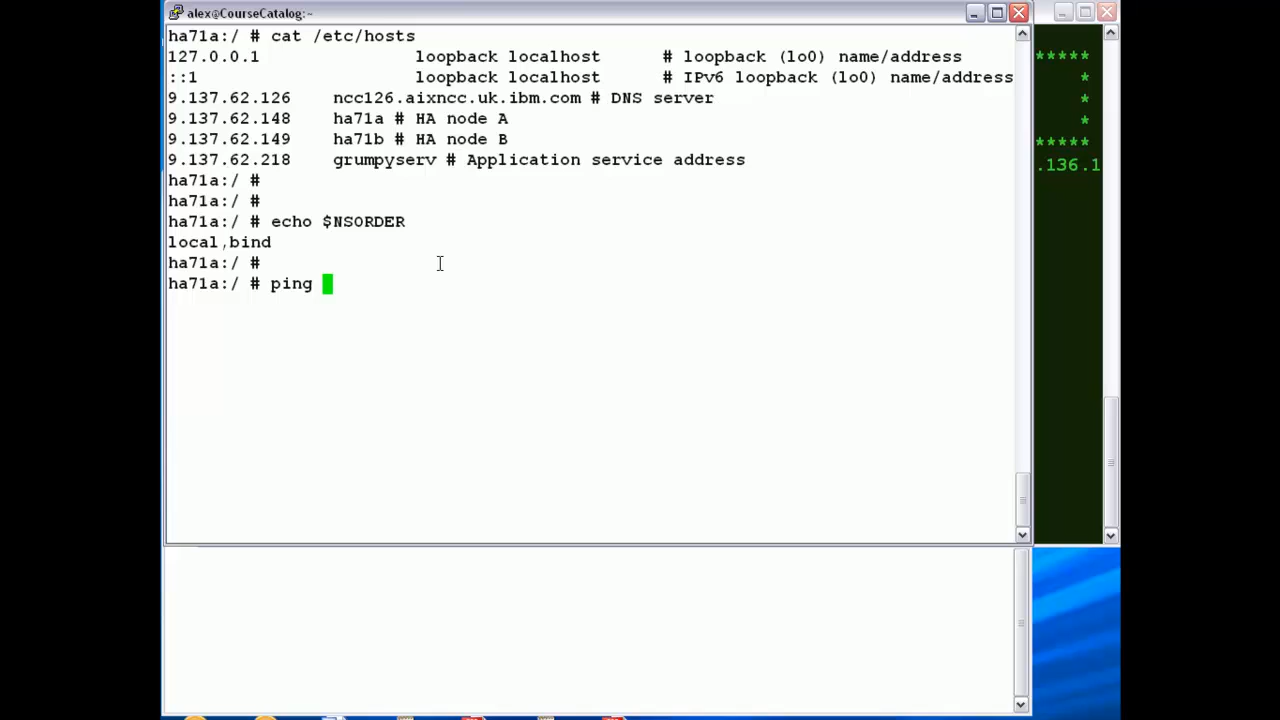 alex@CourseCatalog:~
ha71a:/ # cat /etc/hosts
127.0.0.1 loopback localhost # loopback (lo0) name/address
::1 loopback localhost # IPv6 loopback (lo0) name/address
9.137.62.126 ncc126.aixncc.uk.ibm.com # DNS server
9.137.62.148 ha71a # HA node A
9.137.62.149 ha71b # HA node B
9.137.62.218 grumpyserv # Application service address
ha71a:/ #
ha71a:/ #
ha71a:/ # echo $NSORDER
local,bind
ha71a:/ #
ha71a:/ # ping
*****
*
*
*
*****
.136.1